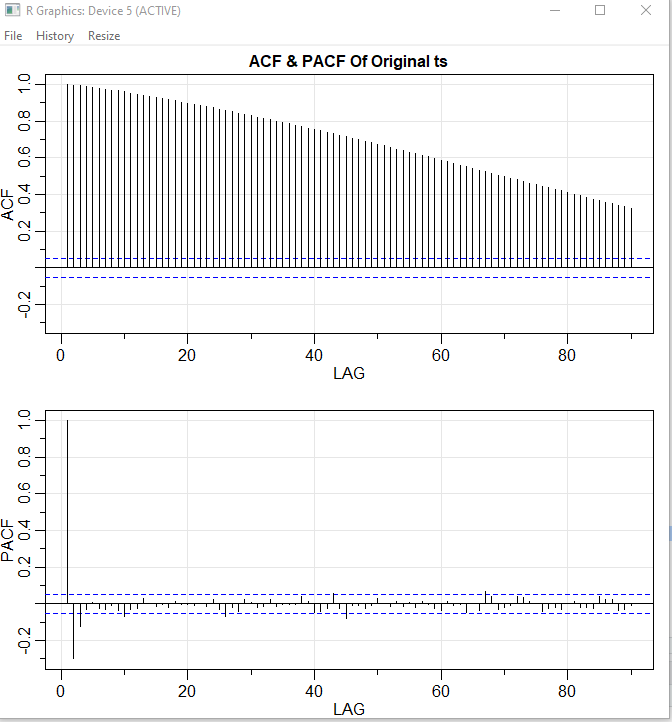 R Graphics: Device 5 (ACTIVE)
File History Resize
ACF & PACF Of Original ts
1.0
0.8
0.6
0.4
0.2
-0.2
ACF
0 20 40 60 80
LAG
1.0
0.8
0.6
0.4
0.2
-0.2
PACF
0 20 40 60 80
LAG